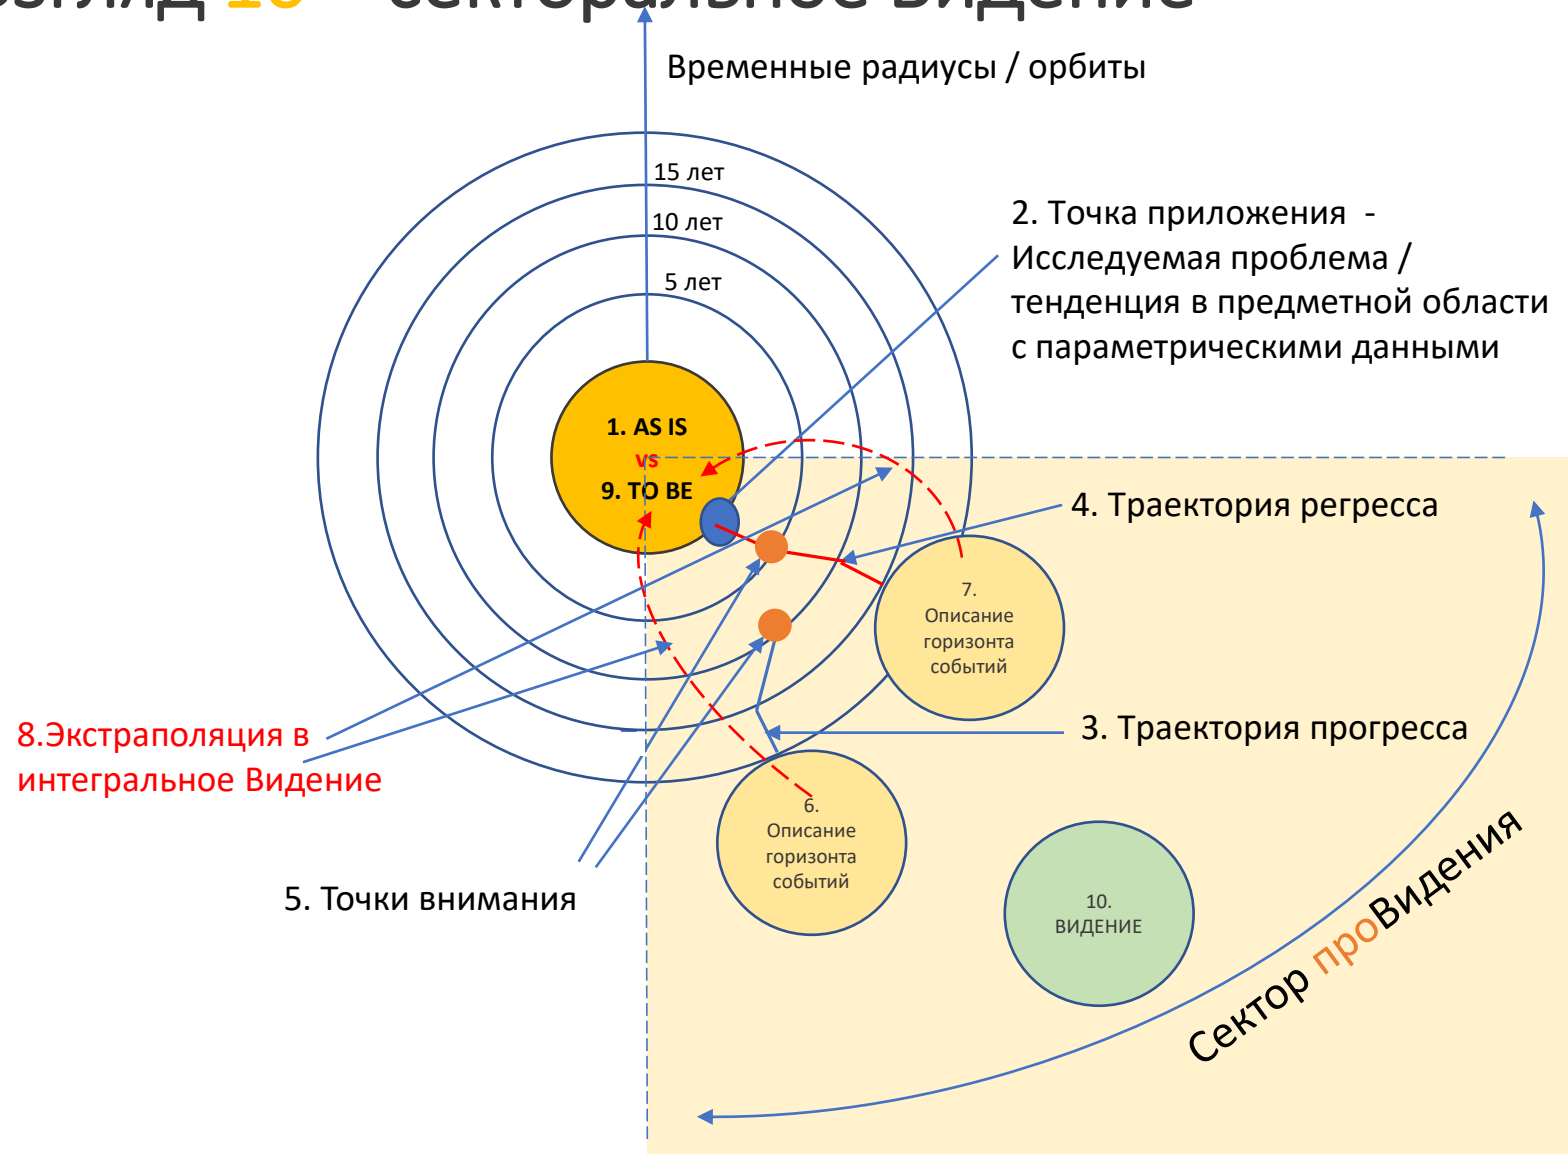 секторальное Видение
Временные радиусы / орбиты
15 лет
10 лет
5 лет
2. Точка приложения -
Исследуемая проблема /
тенденция в предметной области
с параметрическими данными
1. AS IS
vs
9. TO BE
4. Траектория регресса
7.
Описание
горизонта
событий
8.Экстраполяция в
интегральное Видение
3. Траектория прогресса
6.
Описание
горизонта
событий
5. Точки внимания
10.
ВИДЕНИЕ
Сектор проВидения